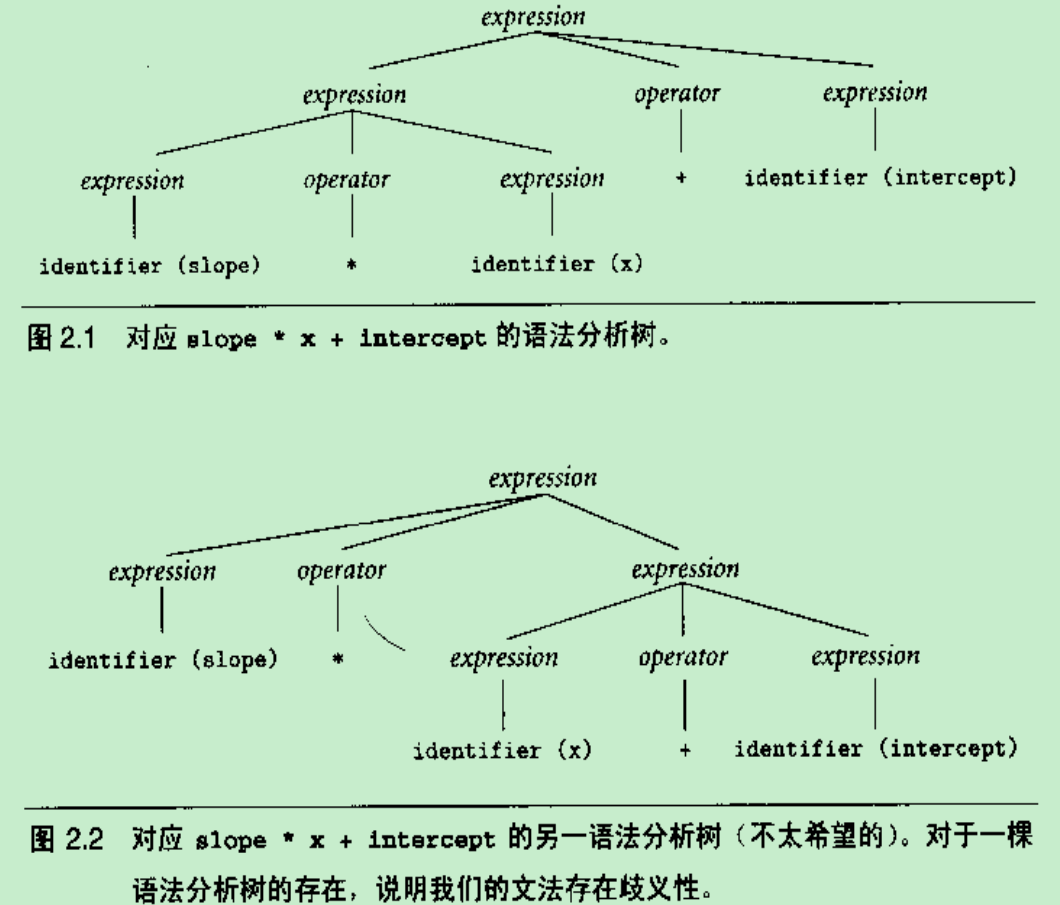 expression
expression operator expression
expression operator expression + identifier (intercept)
identifier (slope) * identifier (x)
图 2.1 对应 slope * x + intercept 的语法分析树。
expression
expression operator expression
identifier (slope) * expression operator expression
identifier (x) + identifier (intercept)
图 2.2 对应 slope * x + intercept 的另一语法分析树（不太希望的）。对于一棵
语法分析树的存在，说明我们的文法存在歧义性。